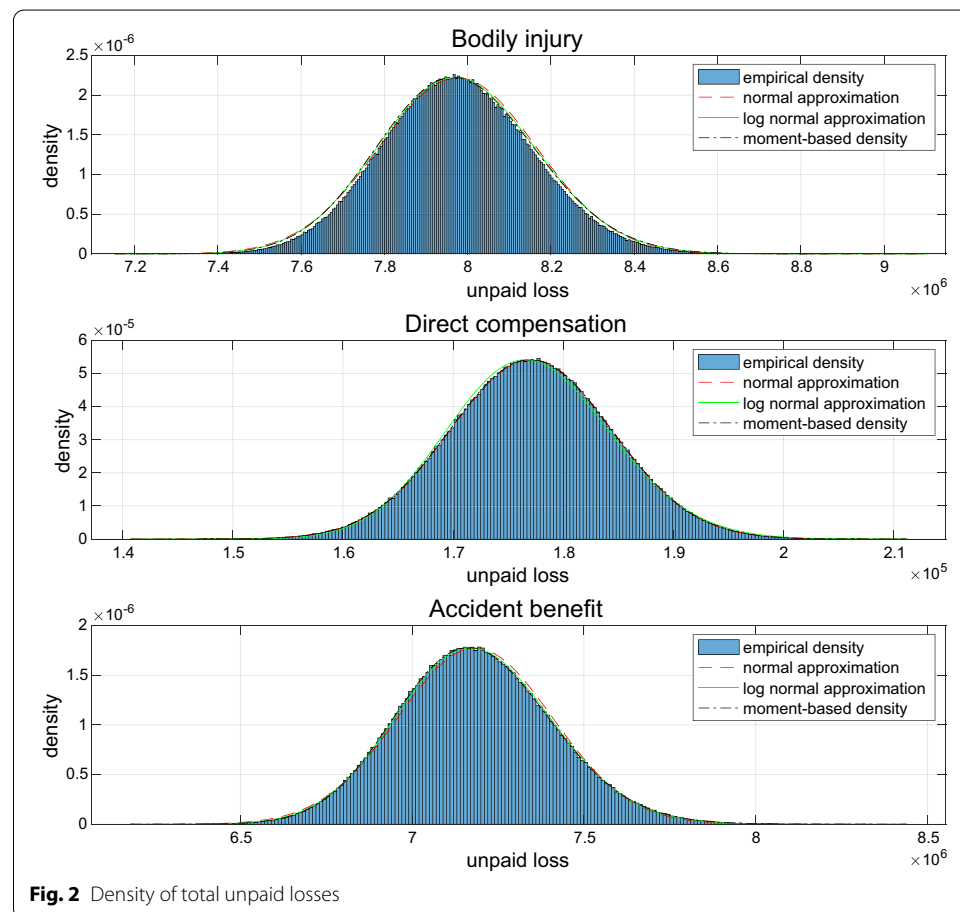 Bodily injury
×10-6
2.5
2
1.5
1
0.5
0
density
empirical density
normal approximation
log normal approximation
moment-based density
7.2 7.4 7.6 7.8 8 8.2 8.4 8.6 8.8 9
unpaid loss
×10^6
Direct compensation
×10-5
6
5
4
3
2
1
0
density
empirical density
normal approximation
log normal approximation
moment-based density
1.4 1.5 1.6 1.7 1.8 1.9 2 2.1
unpaid loss
×10^5
Accident benefit
×10-6
2
1.5
1
0.5
0
density
empirical density
normal approximation
log normal approximation
moment-based density
6.5 7 7.5 8 8.5
unpaid loss
×10^6
Fig. 2 Density of total unpaid losses